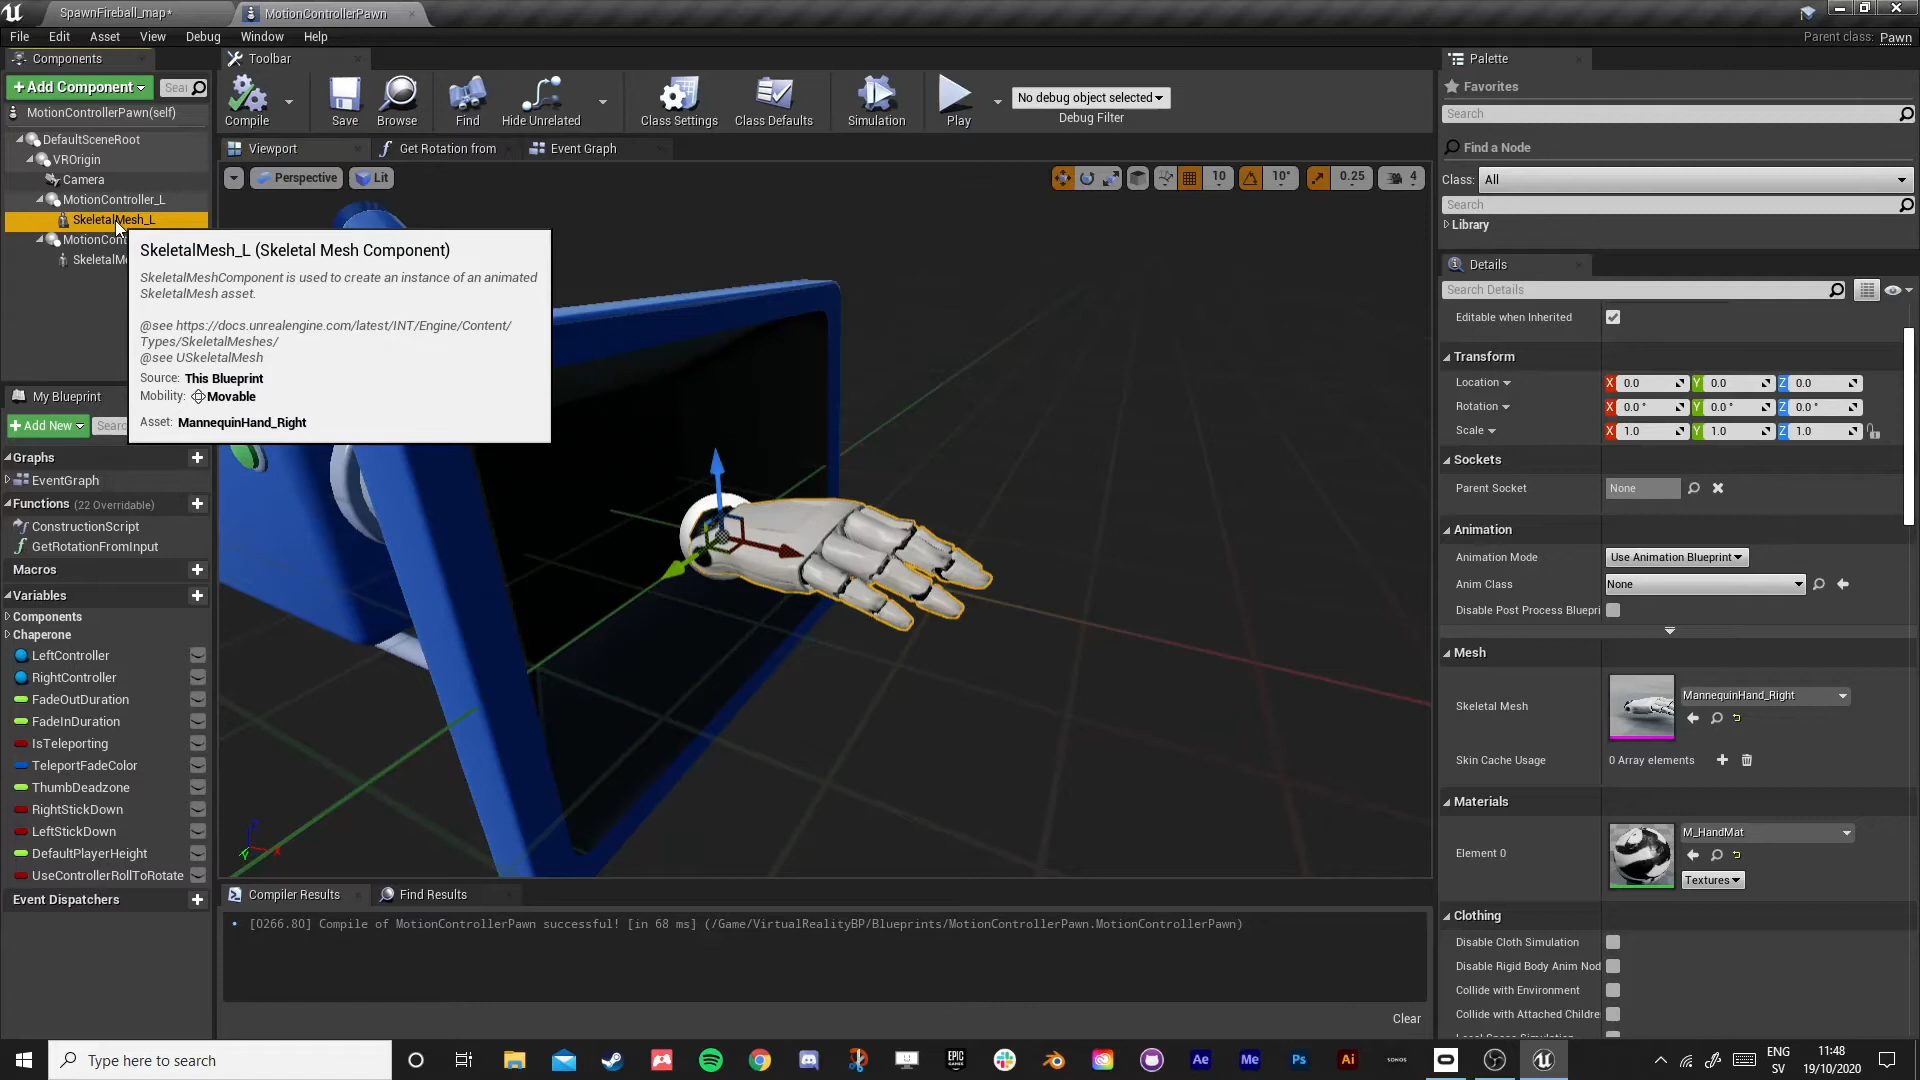 SpawnFireball_map*
MotionControllerPawn
File Edit Asset View Debug Window Help
Parent class: Pawn
Components
Toolbar
Palette
+Add Component
Sea
MotionControllerPawn(self)
DefaultSceneRoot
VROrigin
Camera
MotionController_L
SkeletalMesh_L
MotionCont
SkeletalMe
Compile
Save
Browse
Find
Hide Unrelated
Class Settings
Class Defaults
Simulation
Play
No debug object selected
Debug Filter
Viewport
Get Rotation from
Event Graph
Perspective
Lit
10
10°
0.25
4
SkeletalMesh_L (Skeletal Mesh Component)
SkeletalMeshComponent is used to create an instance of an animated
SkeletalMesh asset.
@see https://docs.unrealengine.com/latest/INT/Engine/Content/
Types/SkeletalMeshes/
@see USkeletalMesh
Source: This Blueprint
Mobility: Movable
Asset: MannequinHand_Right
My Blueprint
+Add New
Searc
Graphs
EventGraph
Functions (22 Overridable)
ConstructionScript
GetRotationFromInput
Macros
Variables
Components
Chaperone
LeftController
RightController
FadeOutDuration
FadeInDuration
IsTeleporting
TeleportFadeColor
ThumbDeadzone
RightStickDown
LeftStickDown
DefaultPlayerHeight
UseControllerRollToRotate
Event Dispatchers
Z
X
Y
Compiler Results
Find Results
[0266.80] Compile of MotionControllerPawn successful! [in 68 ms] (/Game/VirtualRealityBP/Blueprints/MotionControllerPawn.MotionControllerPawn)
Clear
Favorites
Search
Find a Node
Class: All
Search
Library
Details
Search Details
Editable when Inherited
Transform
Location X 0.0 Y 0.0 Z 0.0
Rotation X 0.0 ° Y 0.0 ° Z 0.0 °
Scale X 1.0 Y 1.0 Z 1.0
Sockets
Parent Socket None
Animation
Animation Mode Use Animation Blueprint
Anim Class None
Disable Post Process Bluepri
Mesh
Skeletal Mesh MannequinHand_Right
Skin Cache Usage 0 Array elements
Materials
Element 0 M_HandMat
Textures
Clothing
Disable Cloth Simulation
Disable Rigid Body Anim Nod
Collide with Environment
Collide with Attached Childre
Type here to search
EPIC GAMES
Ae
Me
Ps
Ai
SONOS
ENG
SV
11:48
19/10/2020